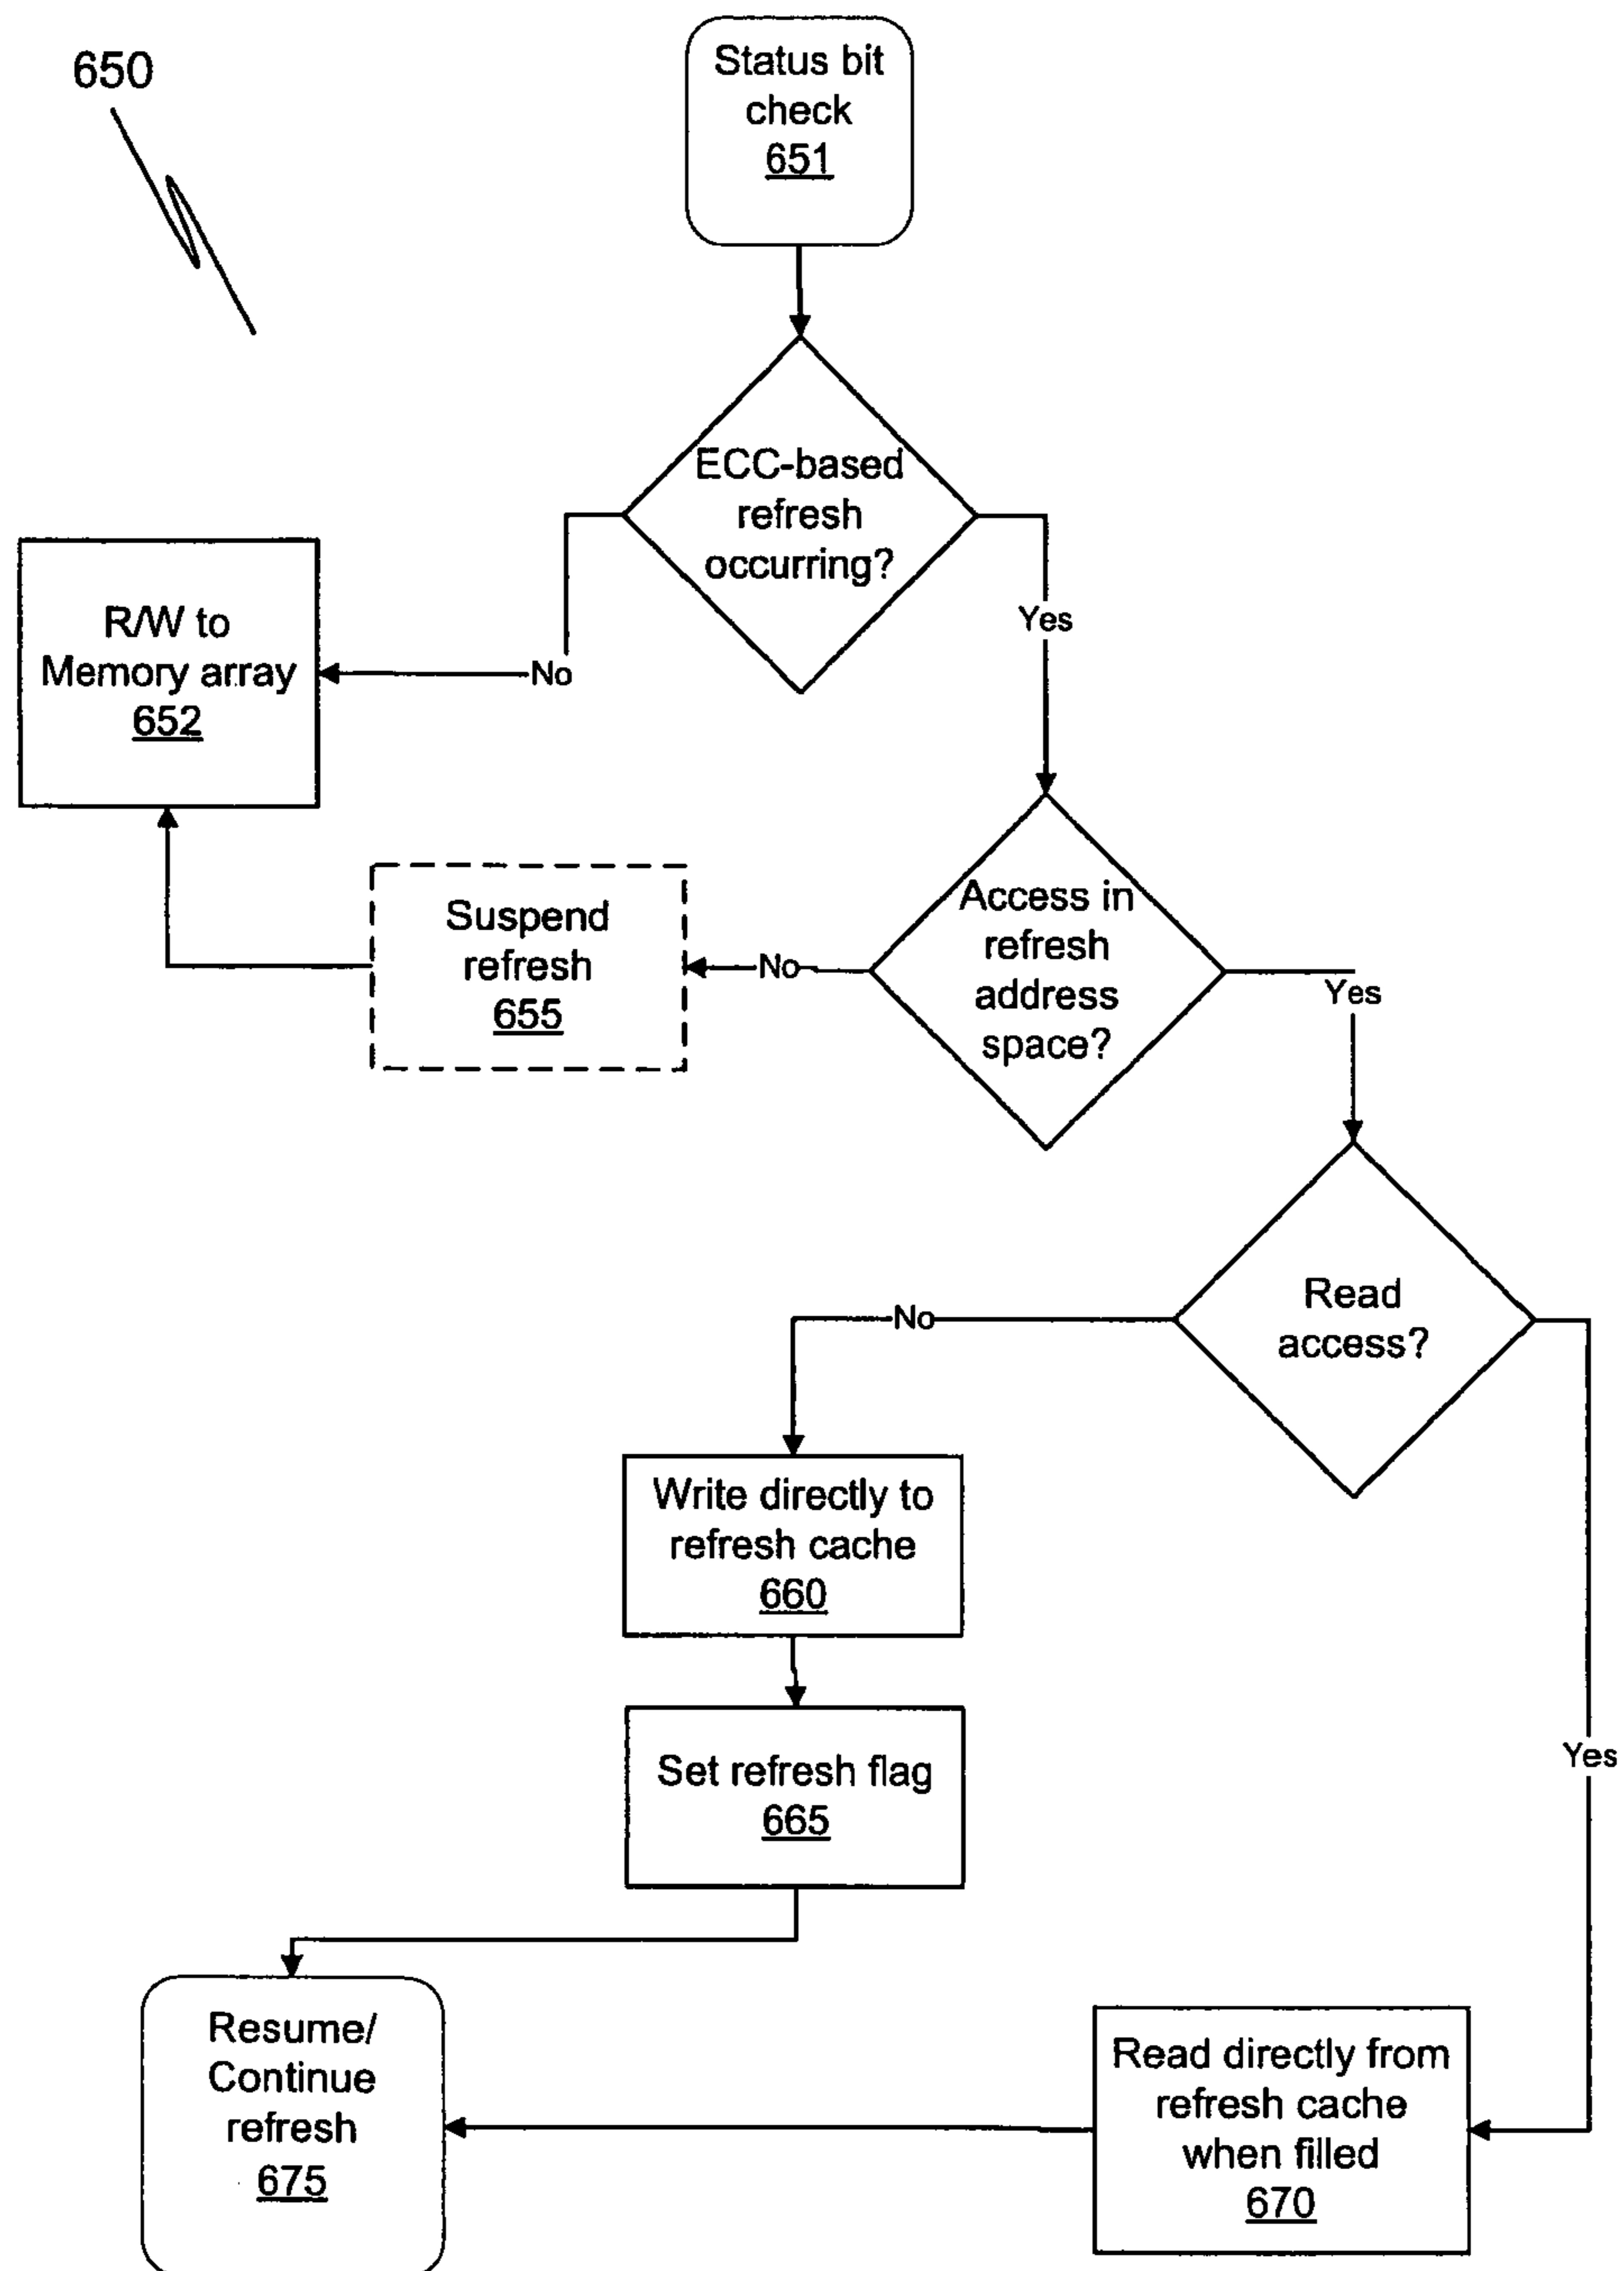 650
Status bit
check
651
ECC-based
refresh
occurring?
No
Yes
R/W to
Memory array
652
Suspend
refresh
655
No
Access in
refresh
address
space?
Yes
Read
access?
No
Yes
Write directly to
refresh cache
660
Set refresh flag
665
Resume/
Continue
refresh
675
Read directly from
refresh cache
when filled
670